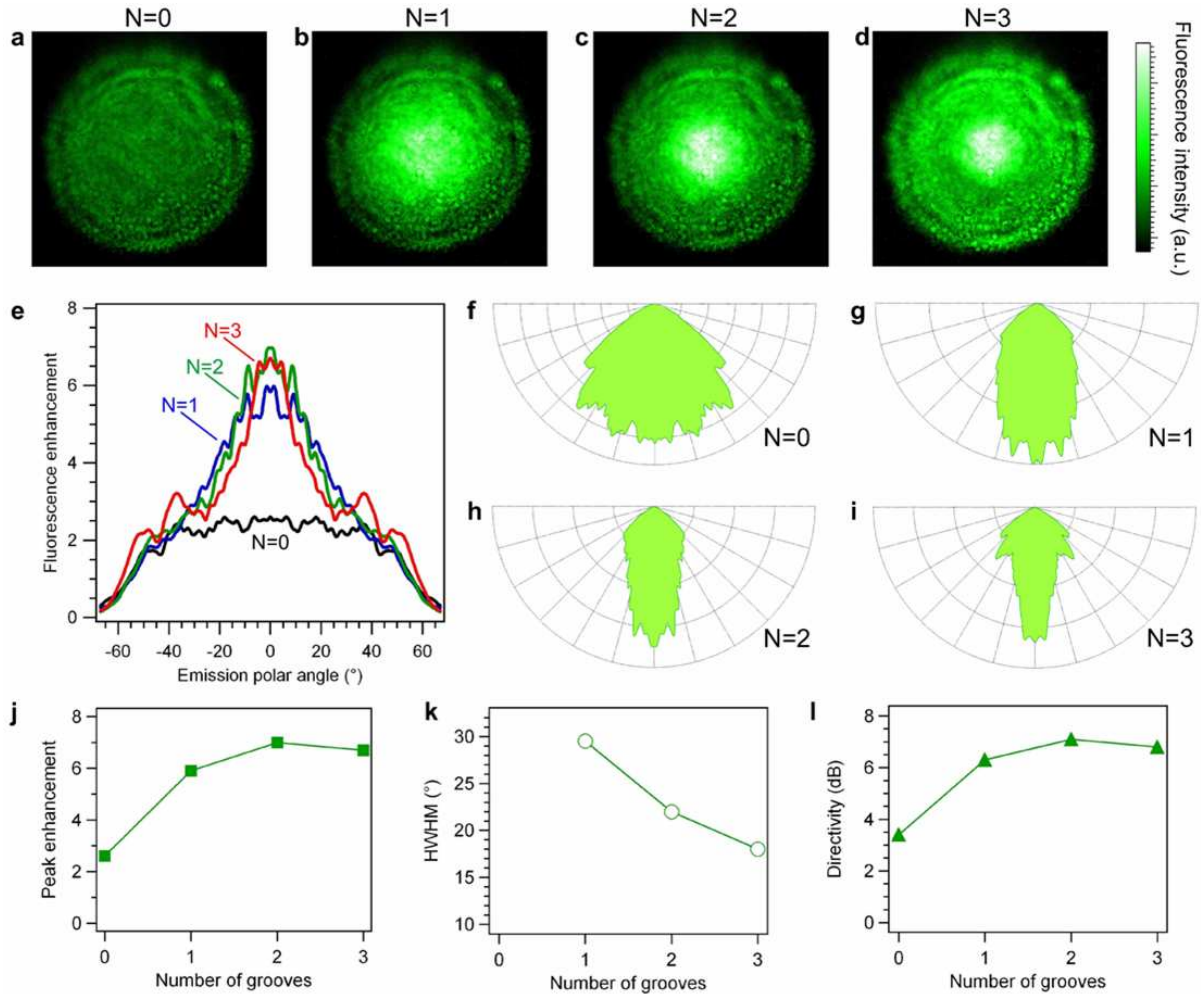 N=0
N=1
N=2
N=3
a
b
c
d
Fluorescence intensity (a.u.)
e
8
6
4
2
0
Fluorescence enhancement
N=3
N=2
N=1
N=0
-60
-40
-20
0
20
40
60
Emission polar angle (°)
f
N=0
g
N=1
h
N=2
i
N=3
j
8
6
4
2
0
Peak enhancement
0
1
2
3
Number of grooves
k
30
25
20
15
10
HWHM (°)
0
1
2
3
Number of grooves
l
8
6
4
2
0
Directivity (dB)
0
1
2
3
Number of grooves